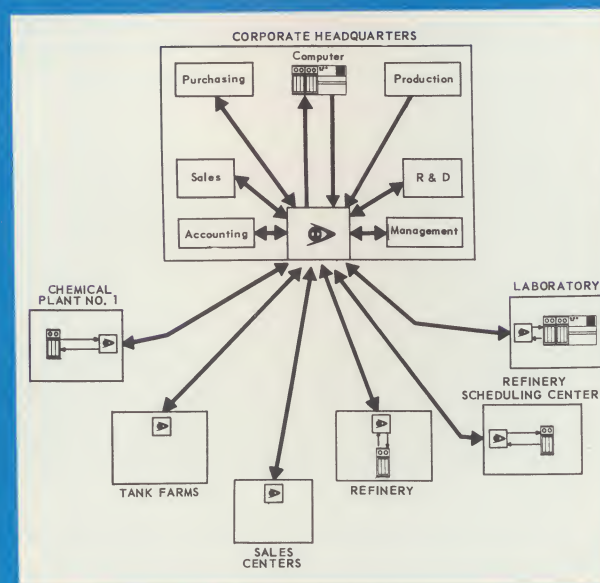 CORPORATE HEADQUARTERS
Computer
Purchasing
Production
Sales
R & D
Accounting
Management
CHEMICAL
PLANT NO. 1
LABORATORY
REFINERY
SCHEDULING CENTER
TANK FARMS
REFINERY
SALES
CENTERS